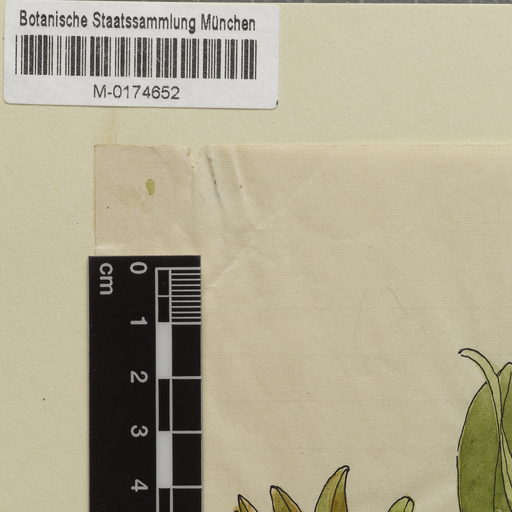 Botanische Staatssammlung München
M-0174652
cm
0
1
2
3
4